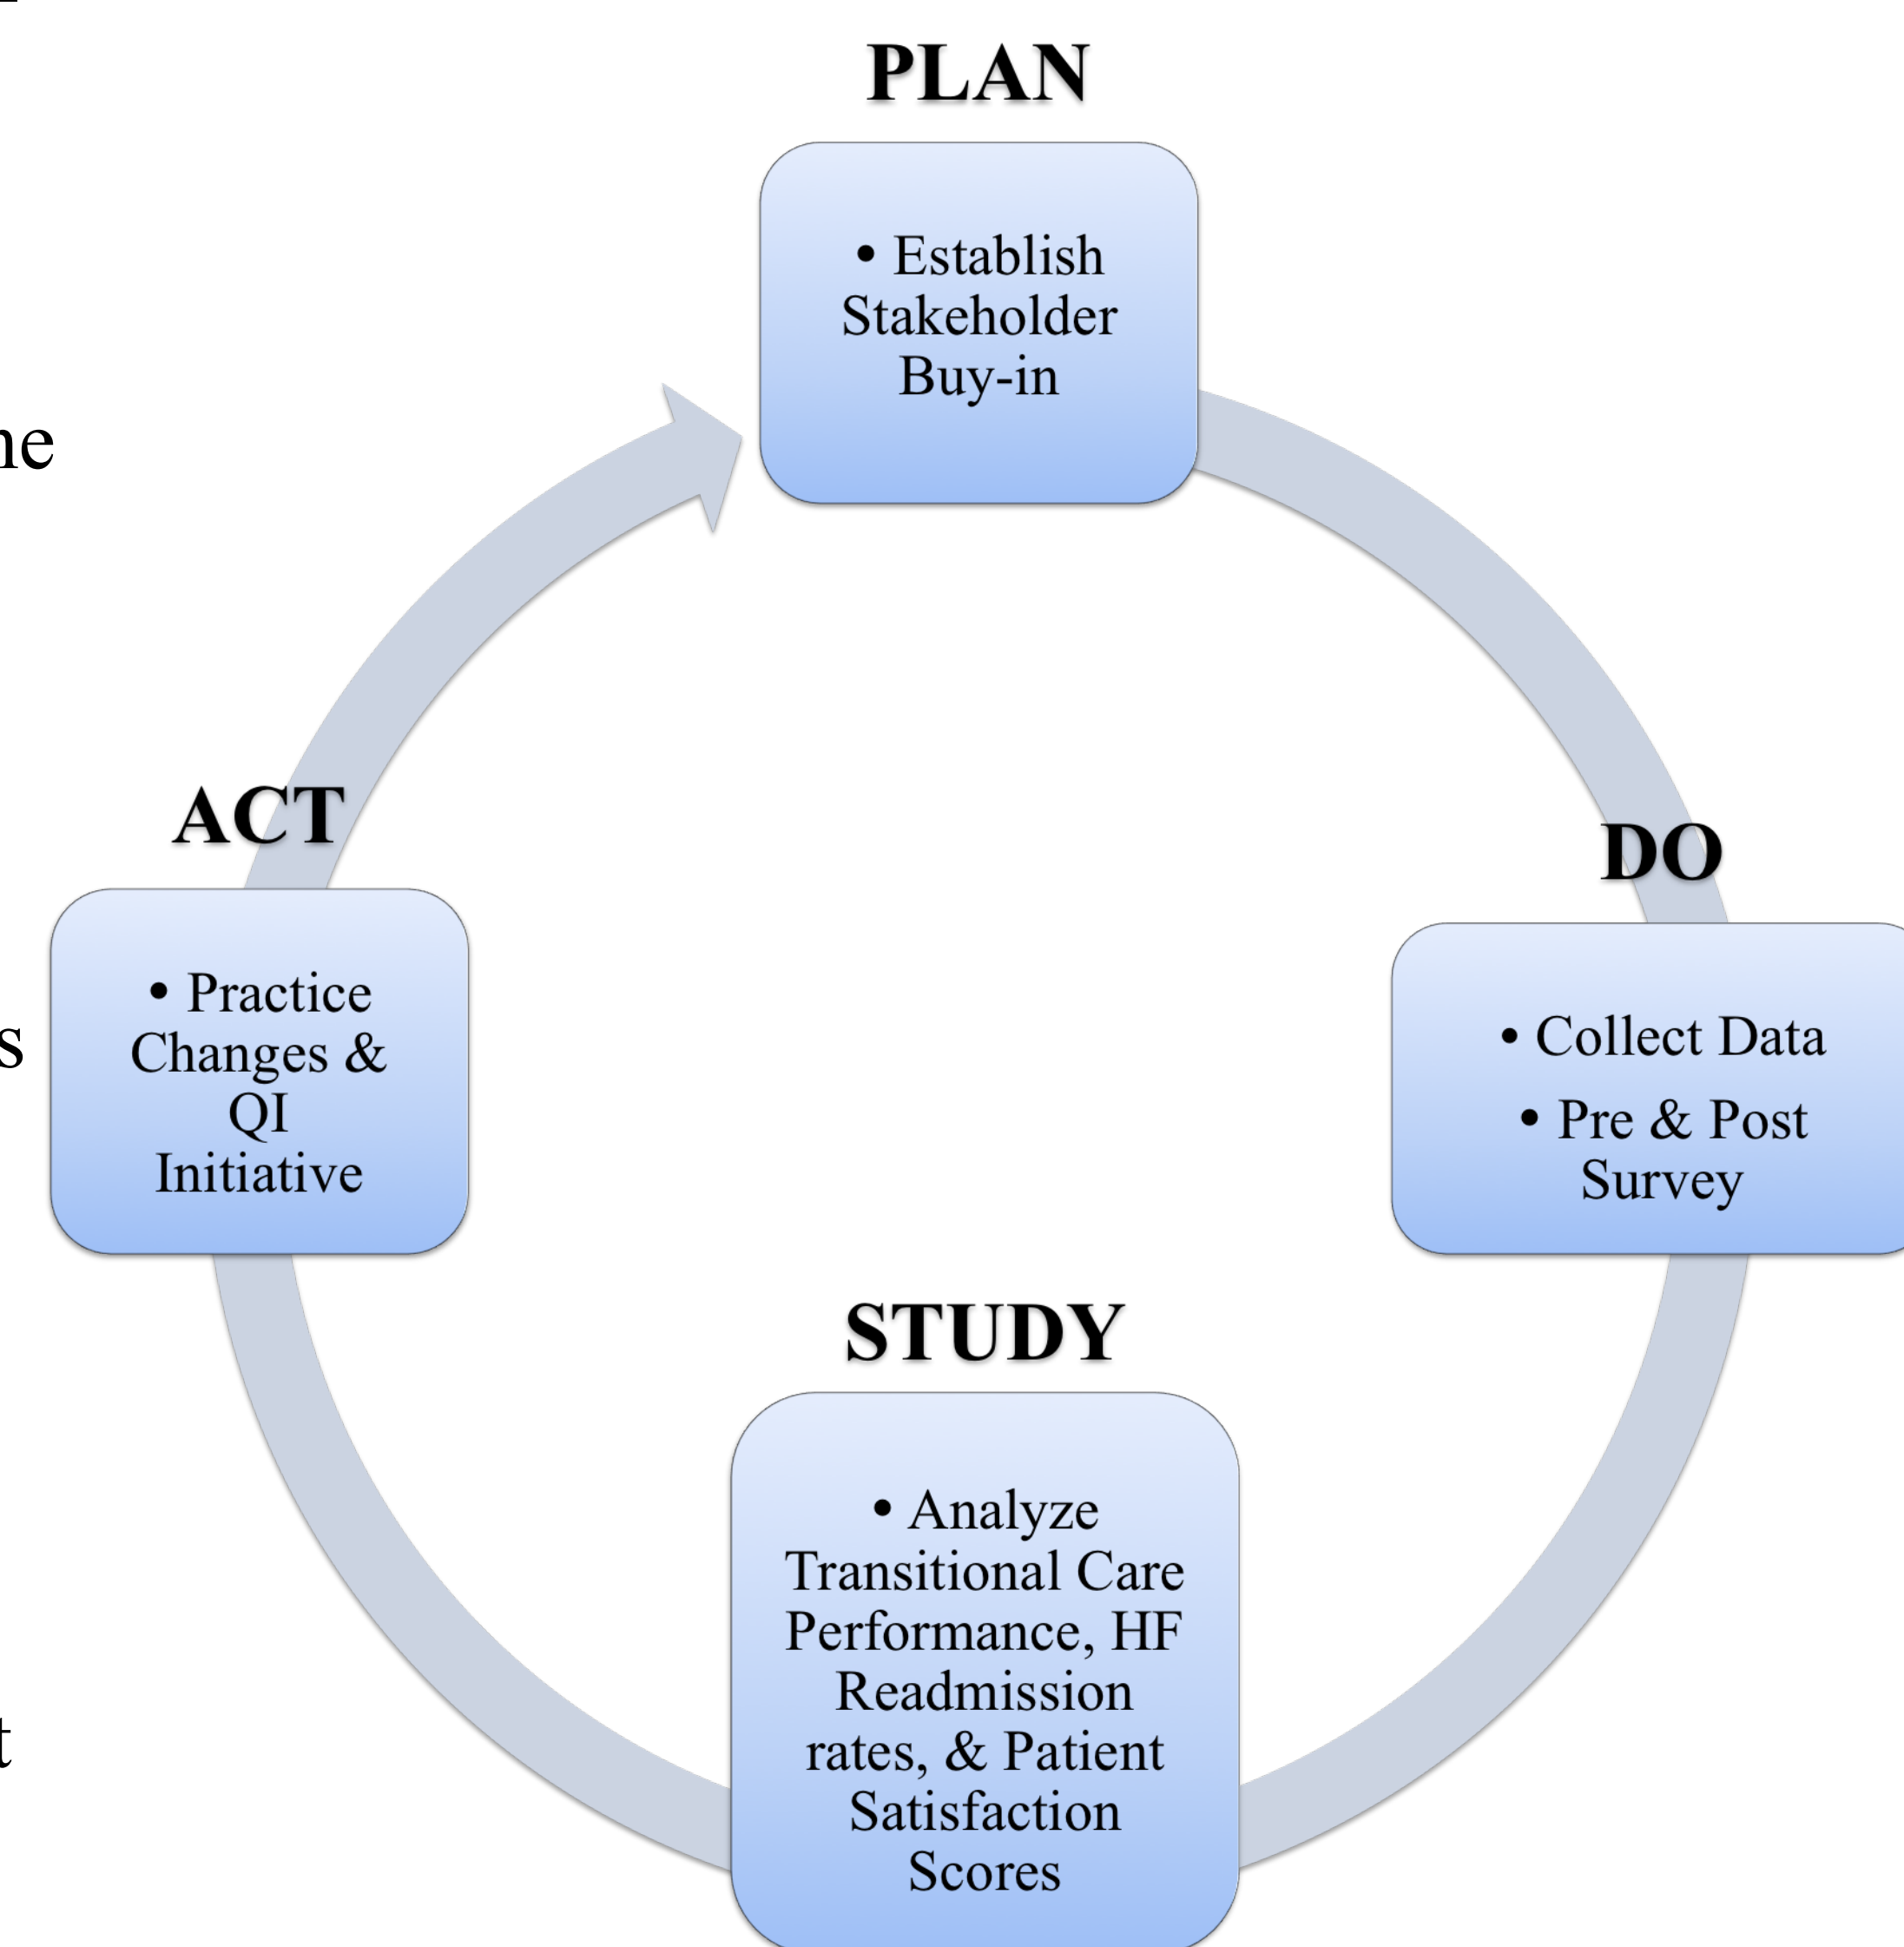 PLAN
• Establish
Stakeholder
Buy-in
DO
• Collect Data
• Pre & Post
Survey
STUDY
• Analyze
Transitional Care
Performance, HF
Readmission
rates, & Patient
Satisfaction
Scores
ACT
• Practice
Changes &
QI
Initiative